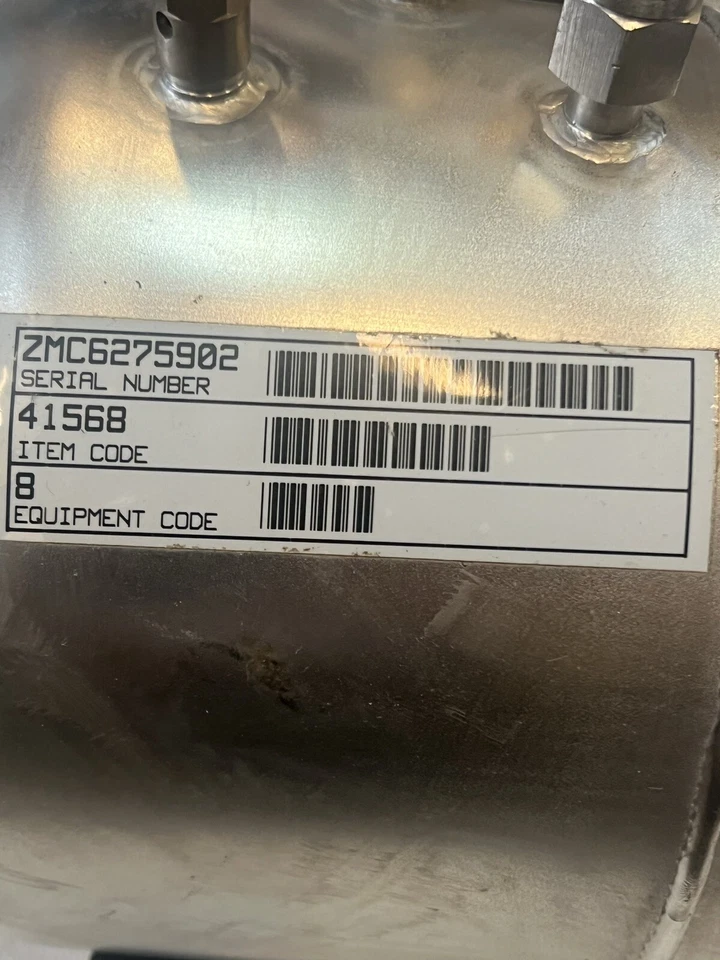 ZMC6275902
SERIAL NUMBER
41568
ITEM CODE
8
EQUIPMENT CODE